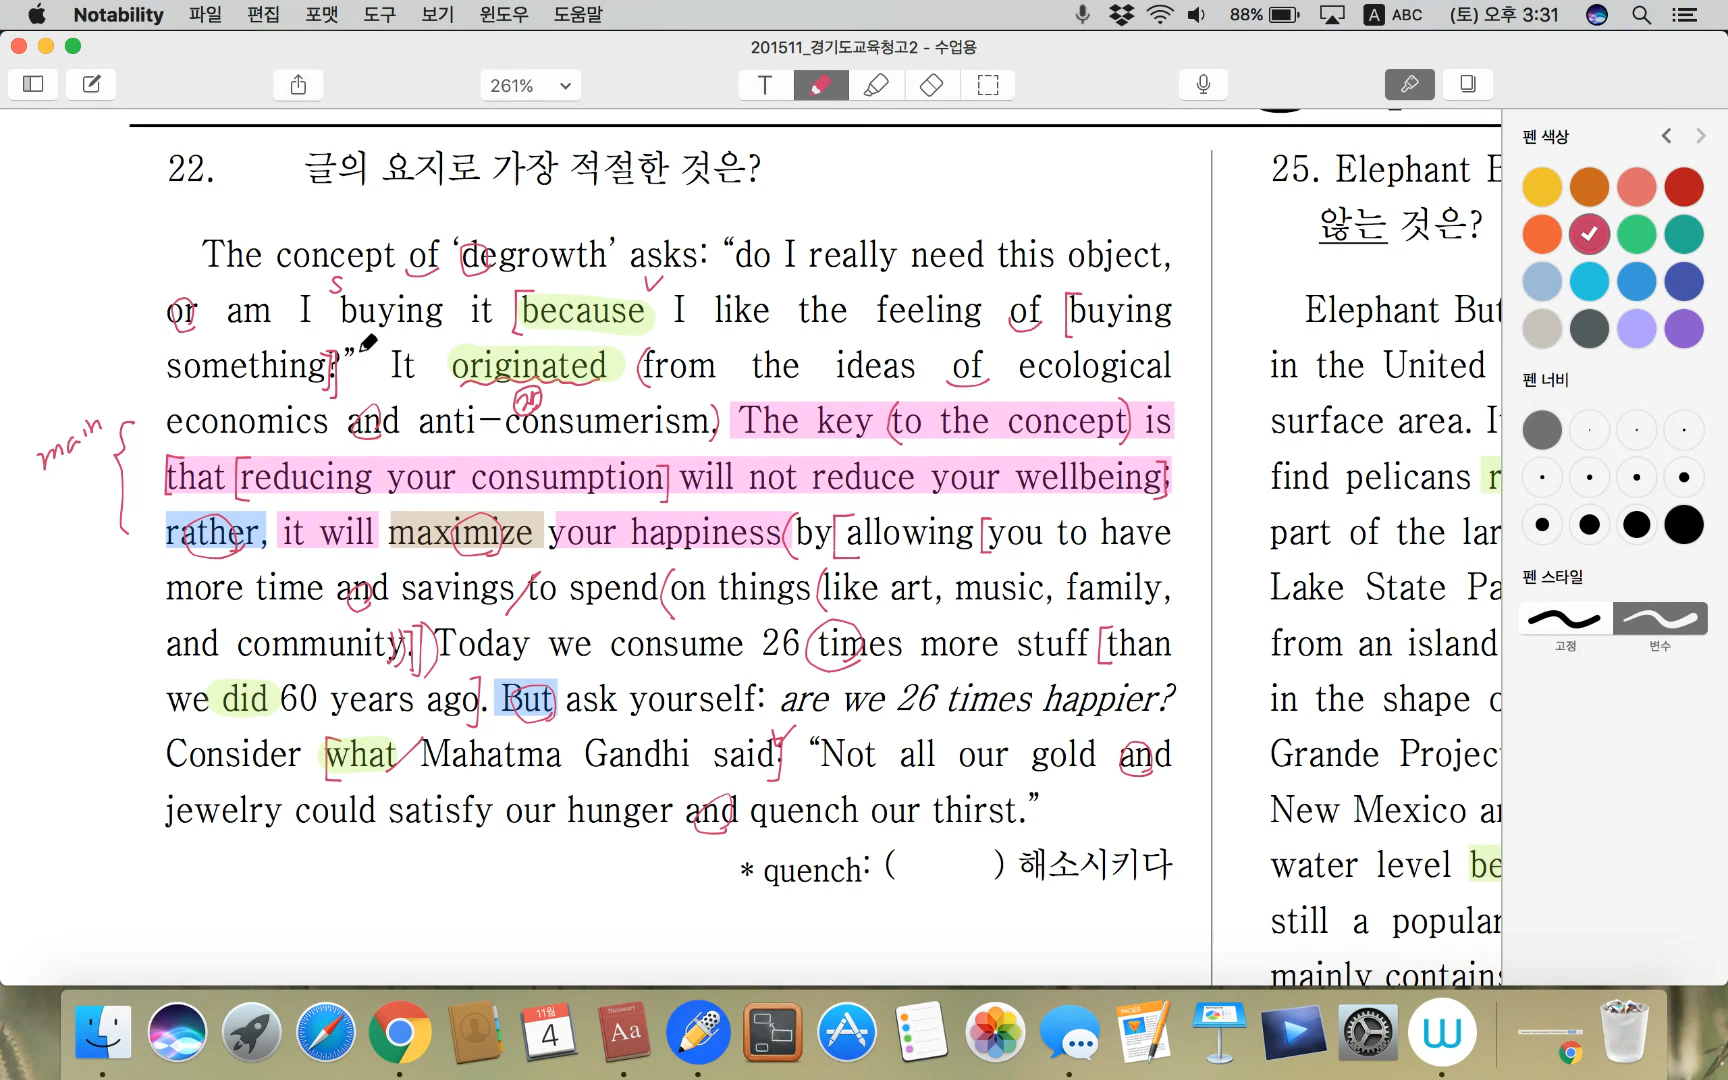 Notability 파일 편집 포맷 도구 보기 윈도우 도움말 88% A ABC (토) 오후 3:31
201511_경기도교육청고2 - 수업용
261% T
22. 글의 요지로 가장 적절한 것은?
The concept of ‘degrowth’ asks: “do I really need this object,
s v
or am I buying it [because I like the feeling of [buying
something?]” It originated (from the ideas of ecological
economics and anti-consumerism.) The key (to the concept) is
main
[that [reducing your consumption] will not reduce your wellbeing];
rather, it will maximize your happiness (by [allowing [you to have
more time and savings / to spend (on things (like art, music, family,
and community.))]]) Today we consume 26 times more stuff [than
we did 60 years ago]. But ask yourself: are we 26 times happier?
Consider [what / Mahatma Gandhi said]: “Not all our gold and
jewelry could satisfy our hunger and quench our thirst.”
* quench: ( ) 해소시키다
25. Elephant B
않는 것은?
Elephant But
in the United
surface area. I
find pelicans r
part of the lar
Lake State Pa
from an island
in the shape o
Grande Projec
New Mexico an
water level be
still a popular
mainly contains
펜 색상
펜 너비
펜 스타일
고정 변수
11월
4
Dictionary
Aa
PAGES
W